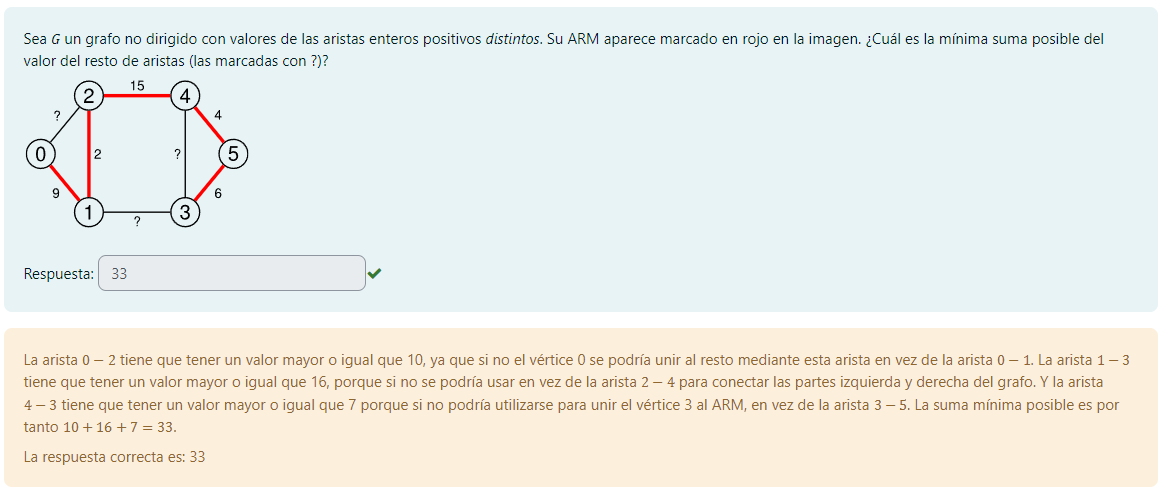 Sea G un grafo no dirigido con valores de las aristas enteros positivos distintos. Su ARM aparece marcado en rojo en la imagen. ¿Cuál es la mínima suma posible del
valor del resto de aristas (las marcadas con ?)?
15
2
4
?
4
0
2
?
5
9
6
1
3
?
Respuesta: 33
La arista 0 − 2 tiene que tener un valor mayor o igual que 10, ya que si no el vértice 0 se podría unir al resto mediante esta arista en vez de la arista 0 − 1. La arista 1 − 3
tiene que tener un valor mayor o igual que 16, porque si no se podría usar en vez de la arista 2 − 4 para conectar las partes izquierda y derecha del grafo. Y la arista
4 − 3 tiene que tener un valor mayor o igual que 7 porque si no podría utilizarse para unir el vértice 3 al ARM, en vez de la arista 3 − 5. La suma mínima posible es por
tanto 10 + 16 + 7 = 33.
La respuesta correcta es: 33